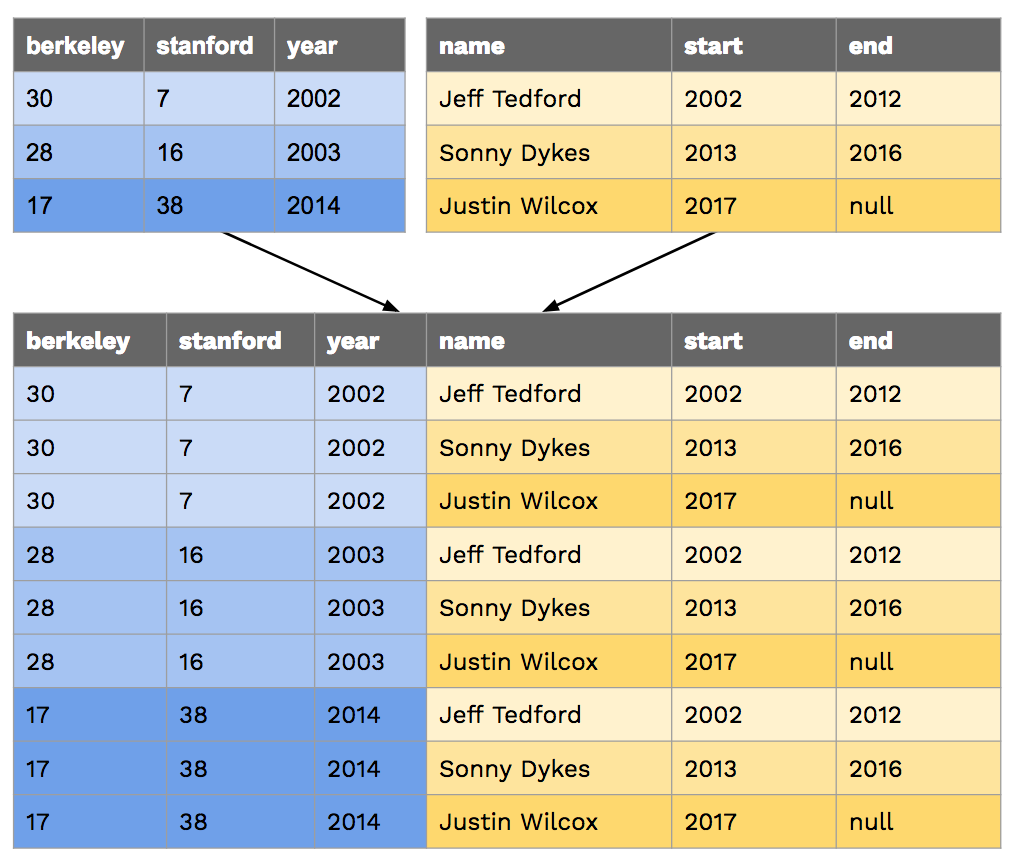 berkeley stanford year name start end
30 7 2002 Jeff Tedford 2002 2012
28 16 2003 Sonny Dykes 2013 2016
17 38 2014 Justin Wilcox 2017 null
berkeley stanford year name start end
30 7 2002 Jeff Tedford 2002 2012
30 7 2002 Sonny Dykes 2013 2016
30 7 2002 Justin Wilcox 2017 null
28 16 2003 Jeff Tedford 2002 2012
28 16 2003 Sonny Dykes 2013 2016
28 16 2003 Justin Wilcox 2017 null
17 38 2014 Jeff Tedford 2002 2012
17 38 2014 Sonny Dykes 2013 2016
17 38 2014 Justin Wilcox 2017 null